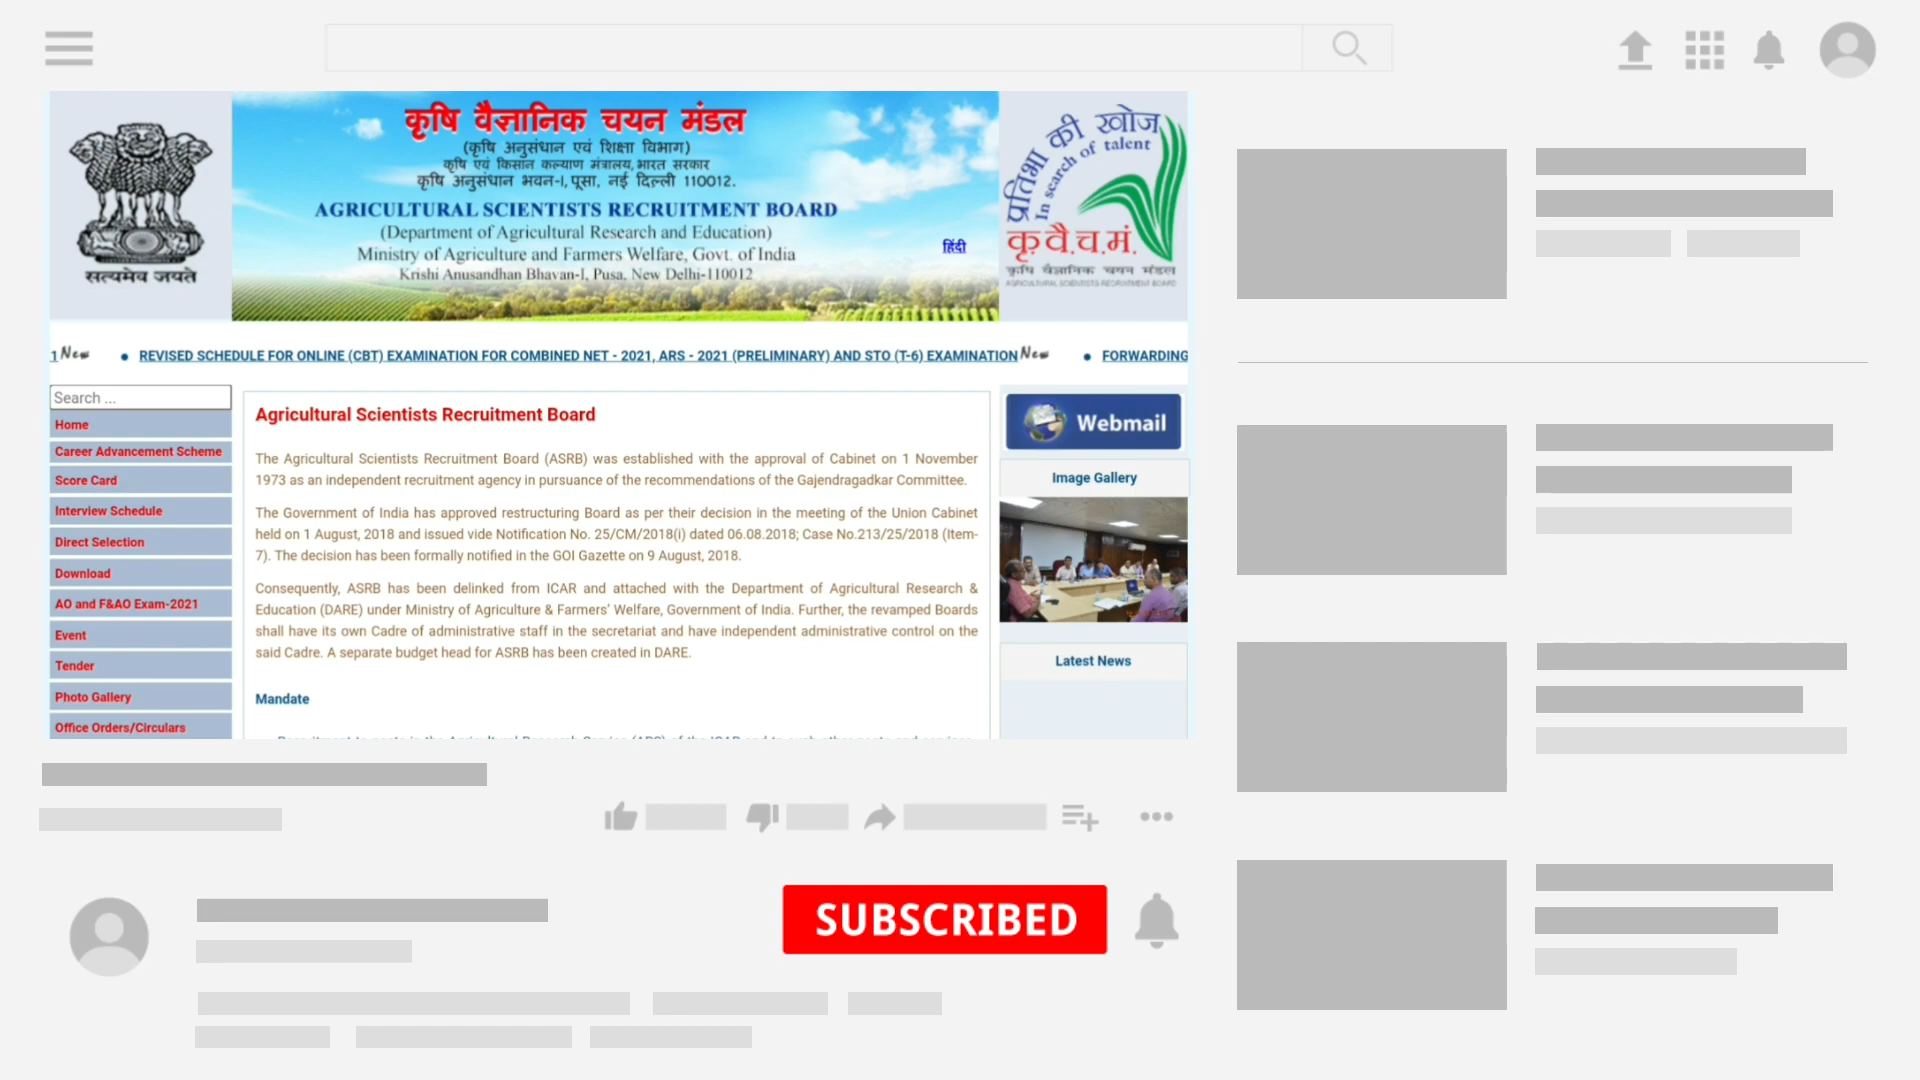 सत्यमेव जयते
कृषि वैज्ञानिक चयन मंडल
(कृषि अनुसंधान एवं शिक्षा विभाग)
कृषि एवं किसान कल्याण मंत्रालय, भारत सरकार
कृषि अनुसंधान भवन-I, पूसा, नई दिल्ली 110012.
AGRICULTURAL SCIENTISTS RECRUITMENT BOARD
(Department of Agricultural Research and Education)
Ministry of Agriculture and Farmers Welfare, Govt. of India
Krishi Anusandhan Bhavan-I, Pusa, New Delhi-110012
हिंदी
प्रतिभा की खोज
In search of talent
कृ.वै.च.मं.
कृषि वैज्ञानिक चयन मंडल
AGRICULTURAL SCIENTISTS RECRUITMENT BOARD
1 New • REVISED SCHEDULE FOR ONLINE (CBT) EXAMINATION FOR COMBINED NET - 2021, ARS - 2021 (PRELIMINARY) AND STO (T-6) EXAMINATION New • FORWARDING
Search ...
Home
Career Advancement Scheme
Score Card
Interview Schedule
Direct Selection
Download
AO and F&AO Exam-2021
Event
Tender
Photo Gallery
Office Orders/Circulars
Agricultural Scientists Recruitment Board
The Agricultural Scientists Recruitment Board (ASRB) was established with the approval of Cabinet on 1 November
1973 as an independent recruitment agency in pursuance of the recommendations of the Gajendragadkar Committee.
The Government of India has approved restructuring Board as per their decision in the meeting of the Union Cabinet
held on 1 August, 2018 and issued vide Notification No. 25/CM/2018(i) dated 06.08.2018; Case No.213/25/2018 (Item-
7). The decision has been formally notified in the GOI Gazette on 9 August, 2018.
Consequently, ASRB has been delinked from ICAR and attached with the Department of Agricultural Research &
Education (DARE) under Ministry of Agriculture & Farmers' Welfare, Government of India. Further, the revamped Boards
shall have its own Cadre of administrative staff in the secretariat and have independent administrative control on the
said Cadre. A separate budget head for ASRB has been created in DARE.
Mandate
Webmail
Image Gallery
Latest News
SUBSCRIBED